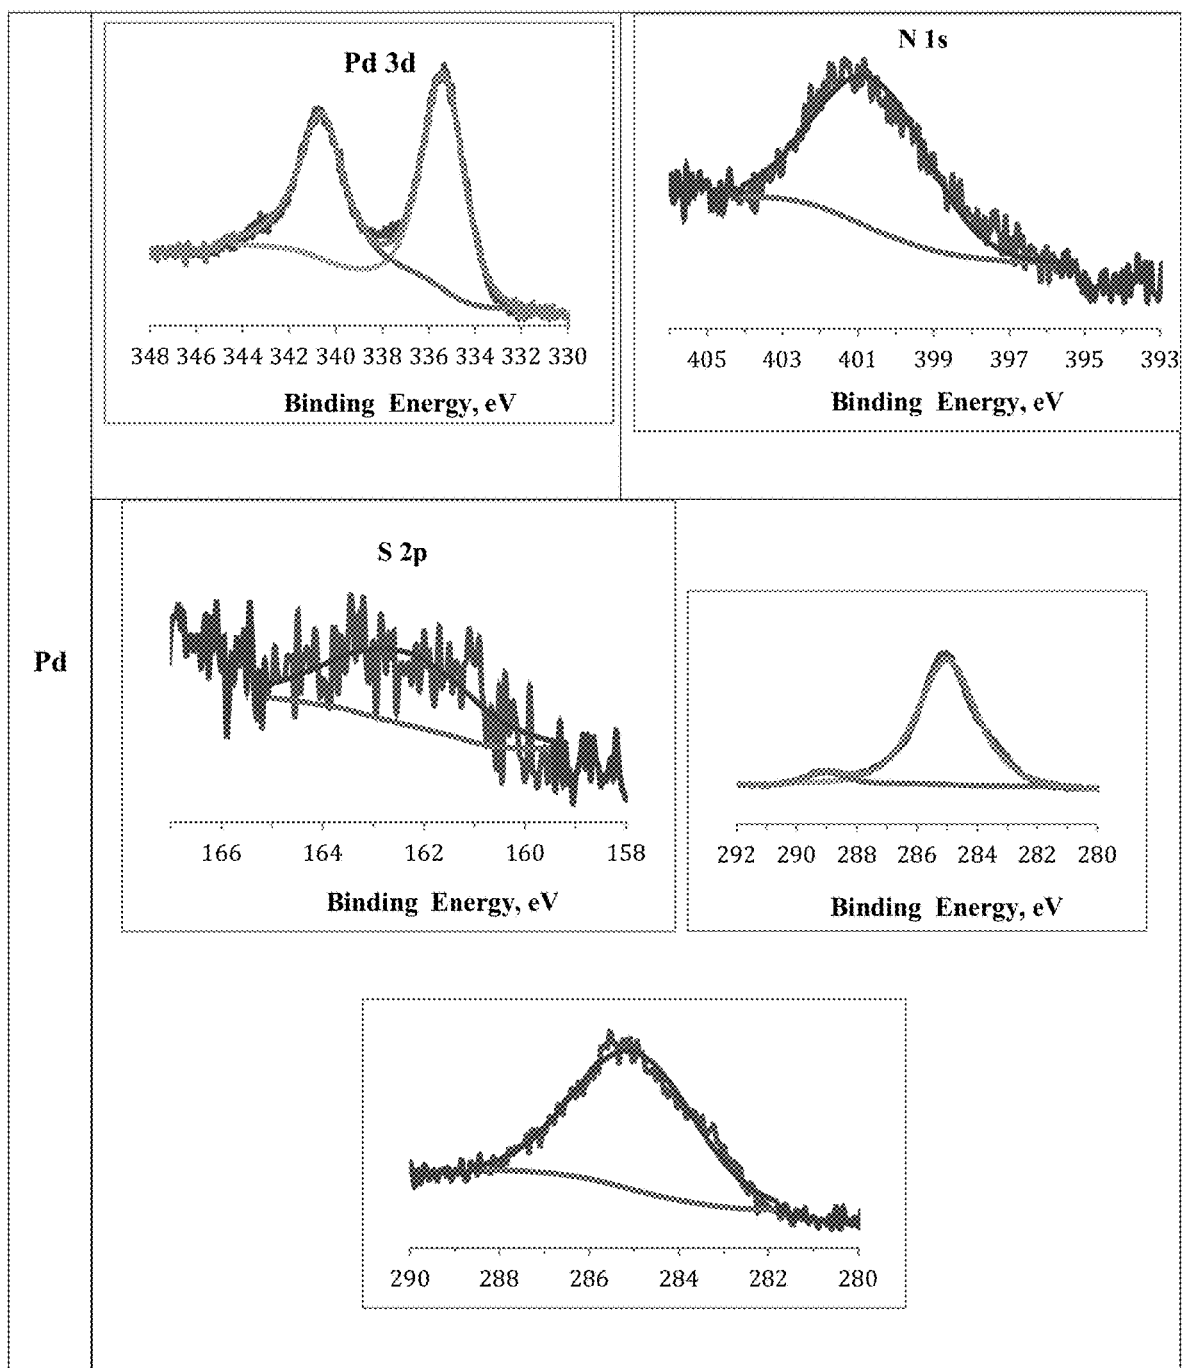 Pd 3d
348 346 344 342 340 338 336 334 332 330
Binding Energy, eV
N 1s
405 403 401 399 397 395 393
Binding Energy, eV
Pd
S 2p
166 164 162 160 158
Binding Energy, eV
292 290 288 286 284 282 280
Binding Energy, eV
290 288 286 284 282 280